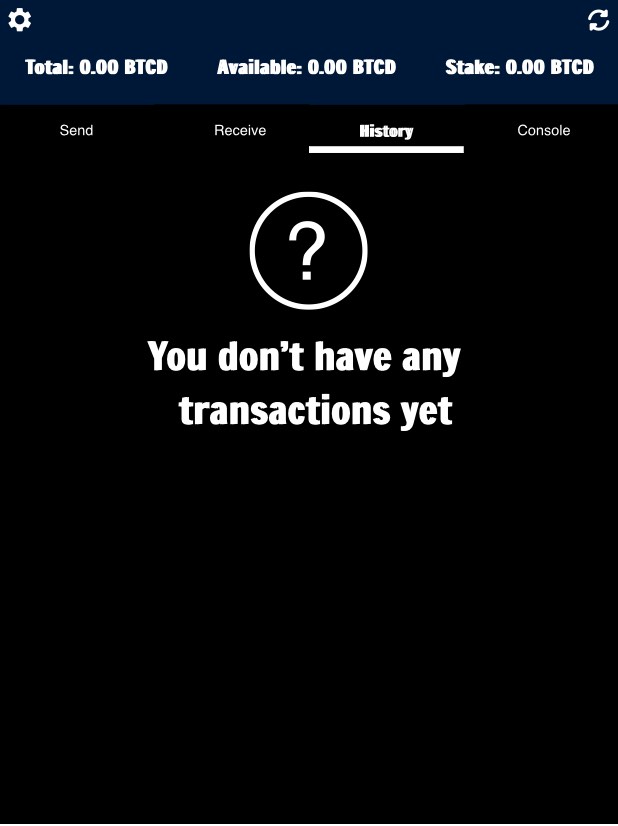 Total: 0.00 BTCD Available: 0.00 BTCD Stake: 0.00 BTCD
Send Receive History Console
?
You don't have any
transactions yet